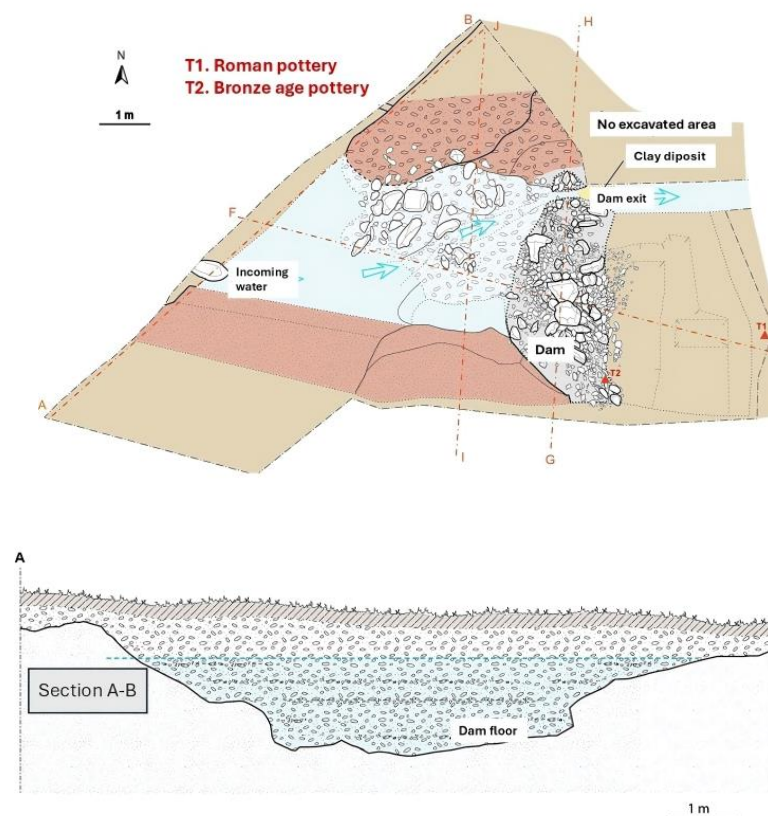 B
J
H
N
T1. Roman pottery
T2. Bronze age pottery
1 m
No excavated area
Clay diposit
Dam exit
F
Incoming
water
T1
Dam
T2
A
I
G
A
Section A-B
Dam floor
1 m